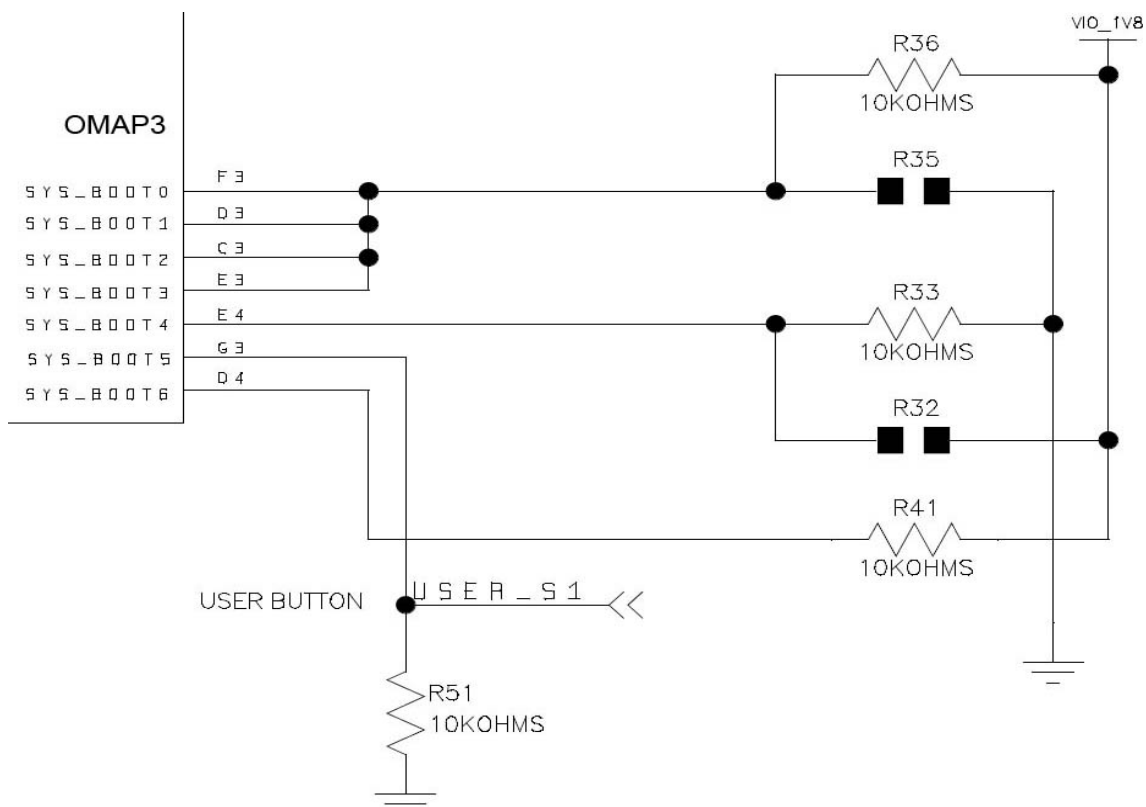 VIO_1V8
R36
10KOHMS
OMAP3
R35
SYS_BOOT0 F3
SYS_BOOT1 D3
SYS_BOOT2 C3
SYS_BOOT3 E3
R33
SYS_BOOT4 E4
10KOHMS
SYS_BOOT5 G3
SYS_BOOT6 D4
R32
R41
10KOHMS
USER BUTTON
USER_S1
R51
10KOHMS